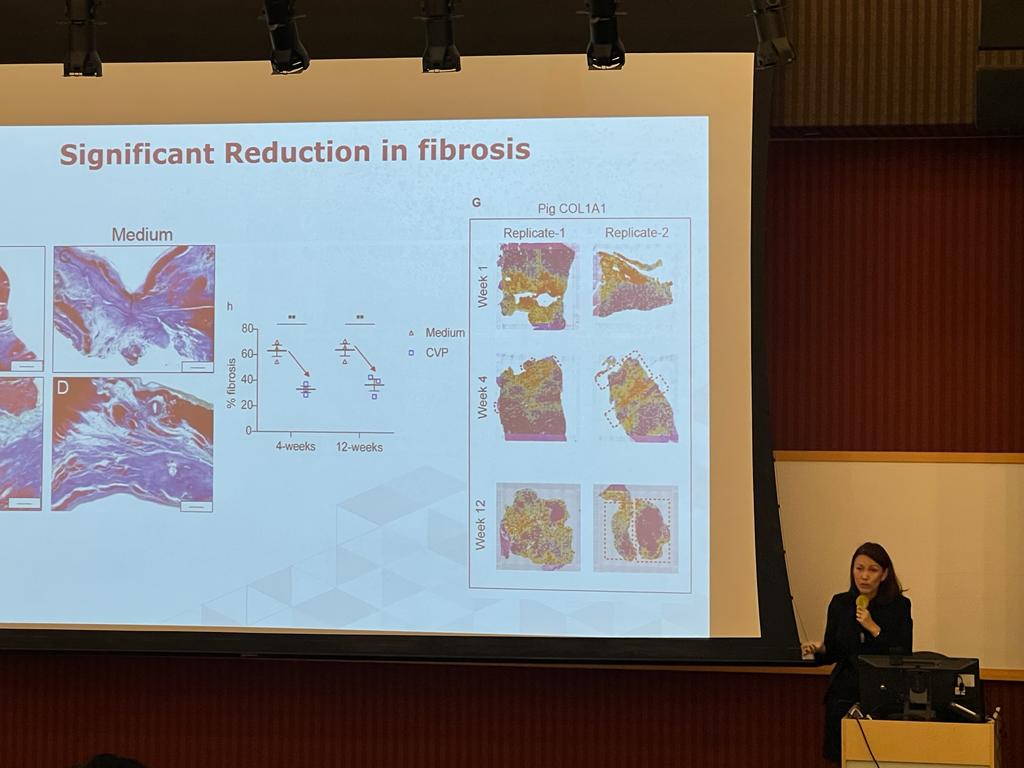 Significant Reduction in fibrosis
Medium
D
h
80
60
40
20
0
% fibrosis
**
**
4-weeks
12-weeks
Medium
CVP
G
Pig COL1A1
Replicate-1
Replicate-2
Week 1
Week 4
Week 12